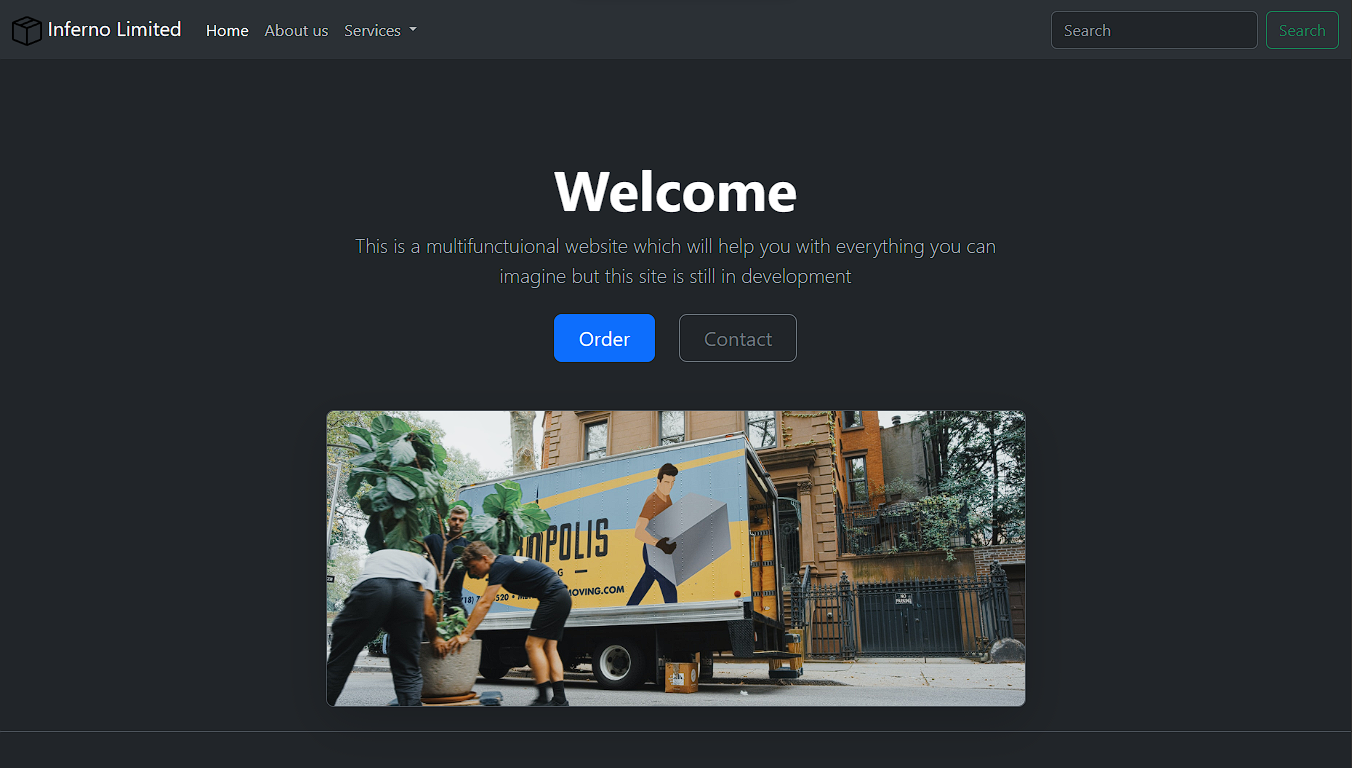 Inferno Limited Home About us Services Search Search
Welcome
This is a multifunctuional website which will help you with everything you can
imagine but this site is still in development
Order Contact
POLIS
MOVING.COM
NO
PARKING